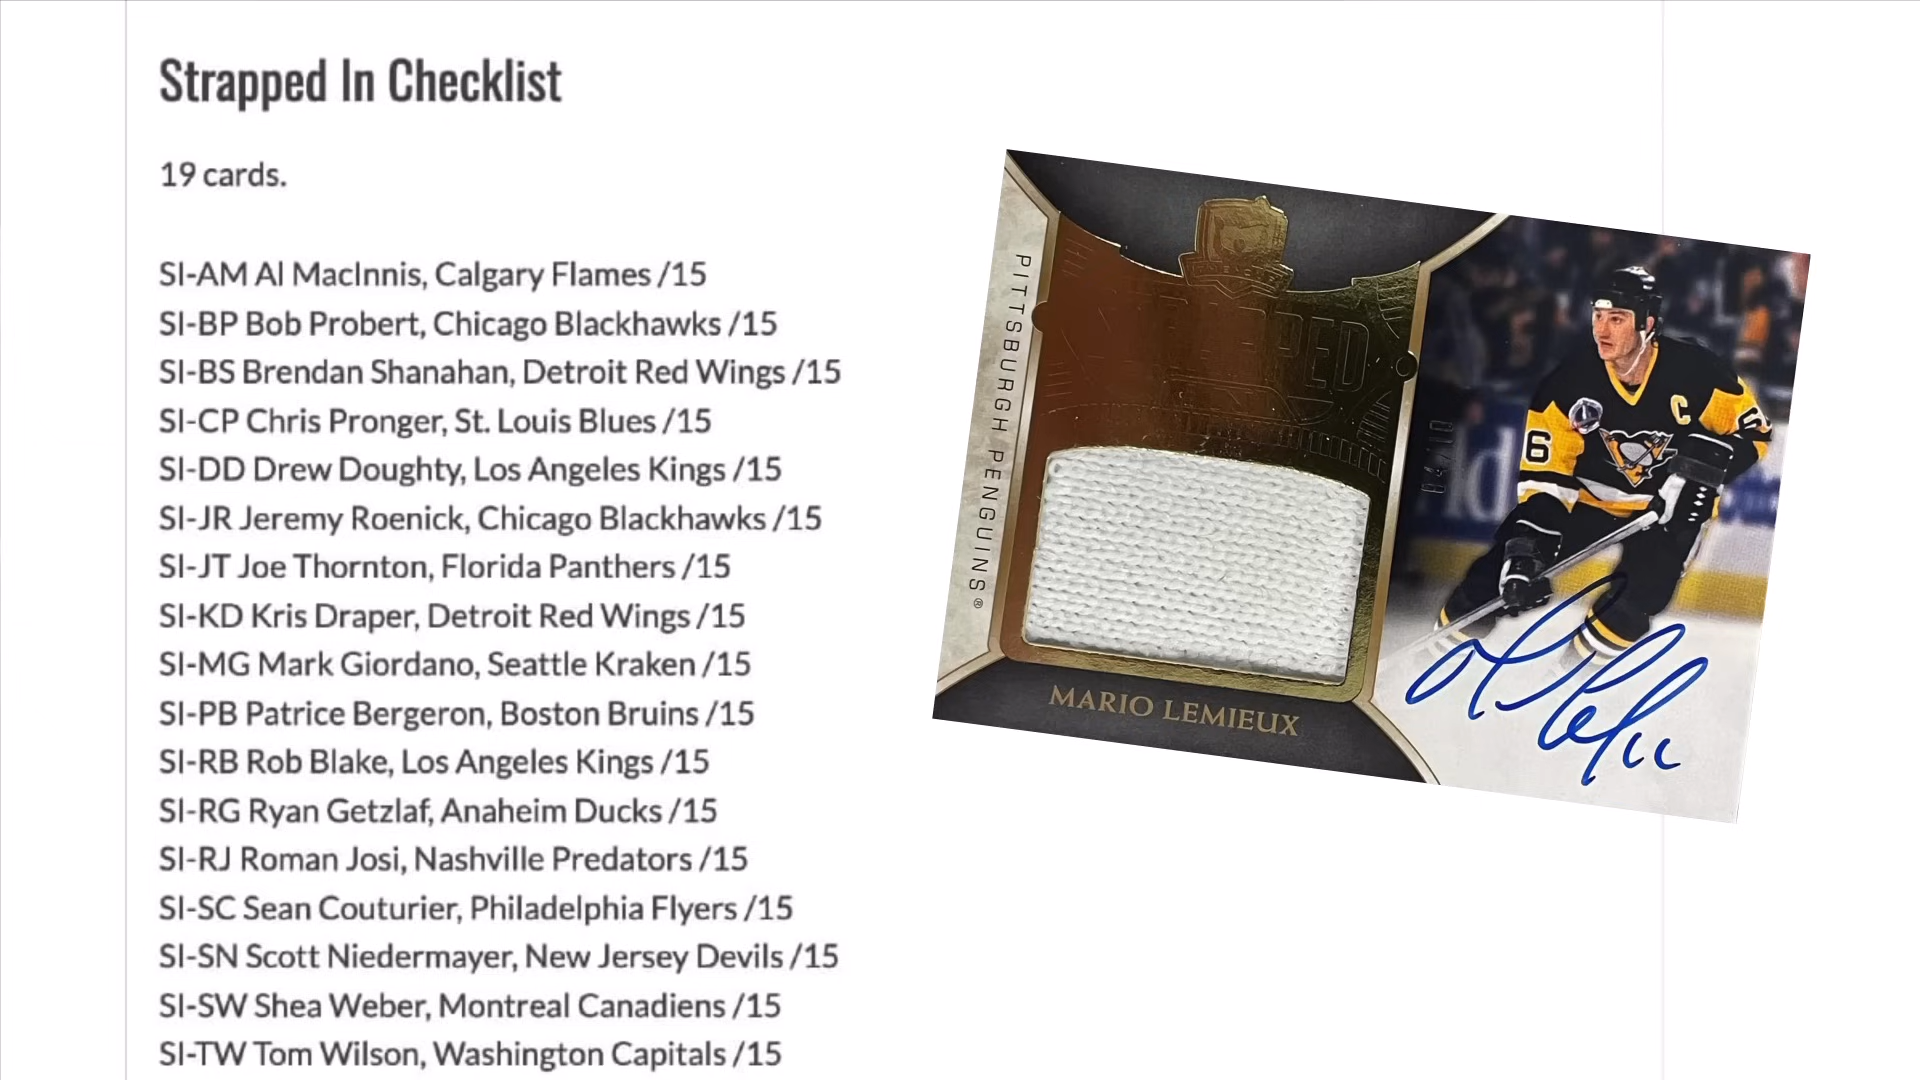 Strapped In Checklist
19 cards.
SI-AM Al MacInnis, Calgary Flames /15
SI-BP Bob Probert, Chicago Blackhawks /15
SI-BS Brendan Shanahan, Detroit Red Wings /15
SI-CP Chris Pronger, St. Louis Blues /15
SI-DD Drew Doughty, Los Angeles Kings /15
SI-JR Jeremy Roenick, Chicago Blackhawks /15
SI-JT Joe Thornton, Florida Panthers /15
SI-KD Kris Draper, Detroit Red Wings /15
SI-MG Mark Giordano, Seattle Kraken /15
SI-PB Patrice Bergeron, Boston Bruins /15
SI-RB Rob Blake, Los Angeles Kings /15
SI-RG Ryan Getzlaf, Anaheim Ducks /15
SI-RJ Roman Josi, Nashville Predators /15
SI-SC Sean Couturier, Philadelphia Flyers /15
SI-SN Scott Niedermayer, New Jersey Devils /15
SI-SW Shea Weber, Montreal Canadiens /15
SI-TW Tom Wilson, Washington Capitals /15
PITTSBURGH PENGUINS®
MARIO LEMIEUX
C
6